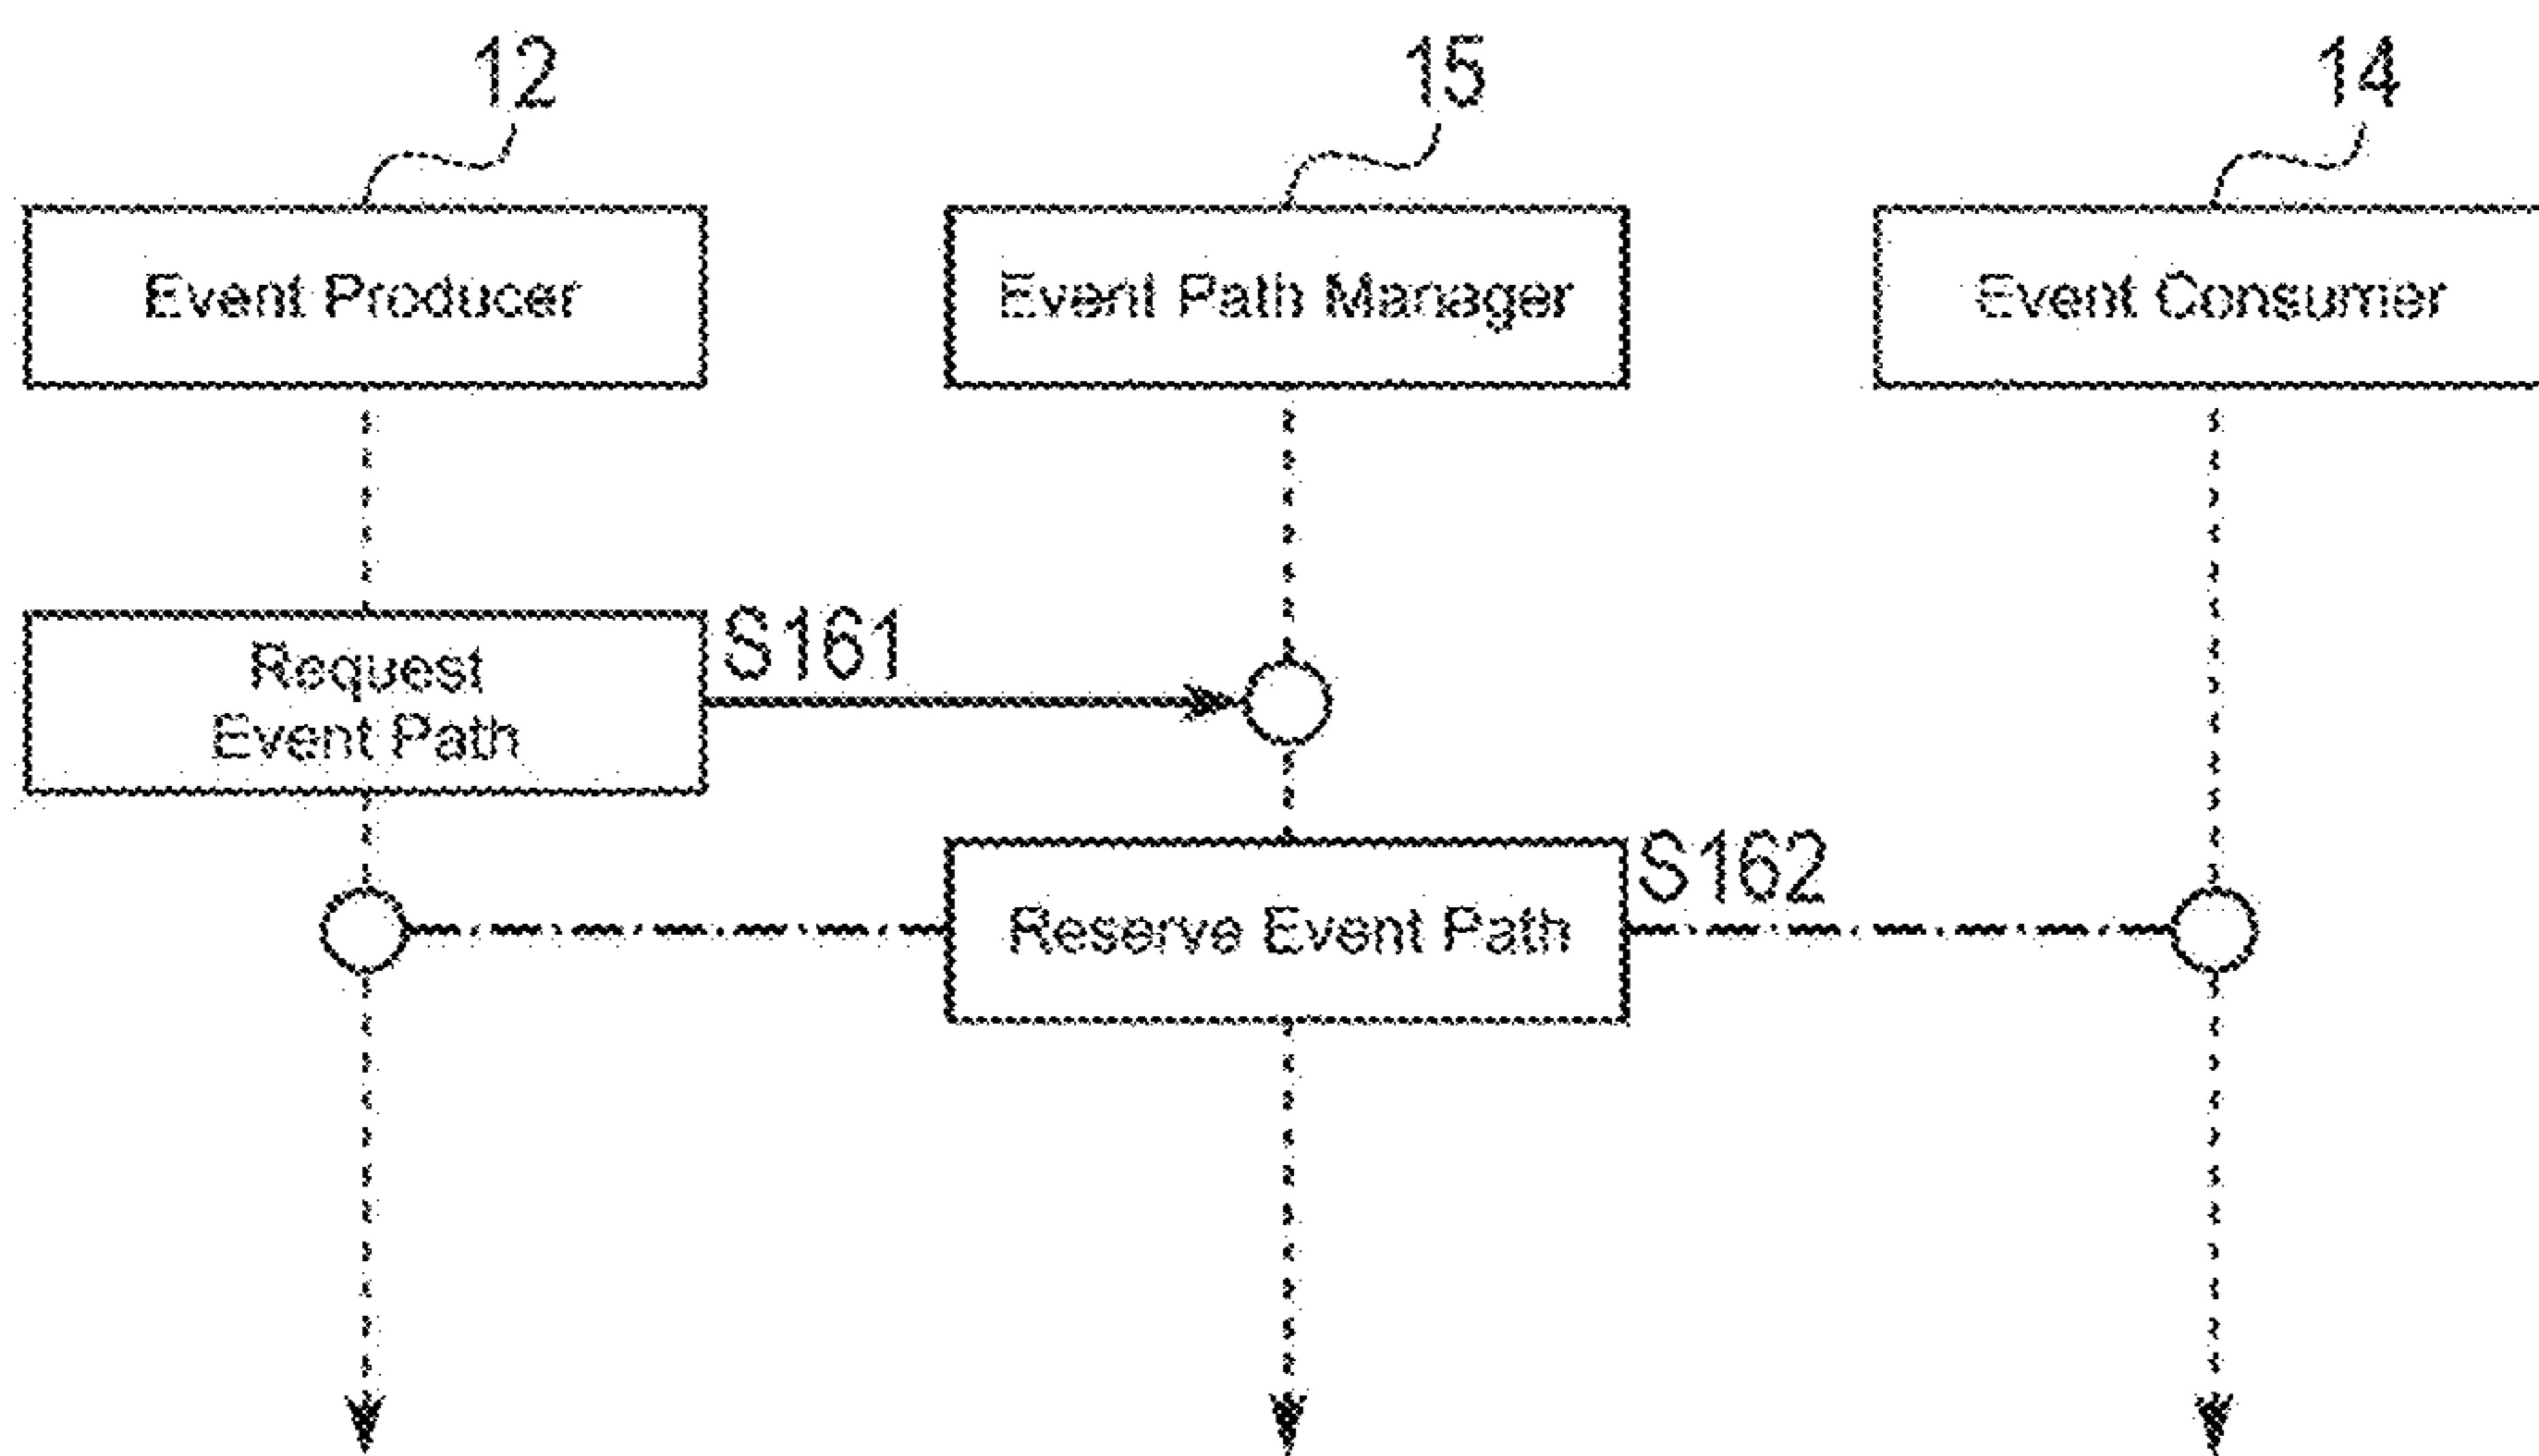 12
15
14
Event Producer
Event Path Manager
Event Consumer
Request
Event Path
S161
Reserve Event Path
S162